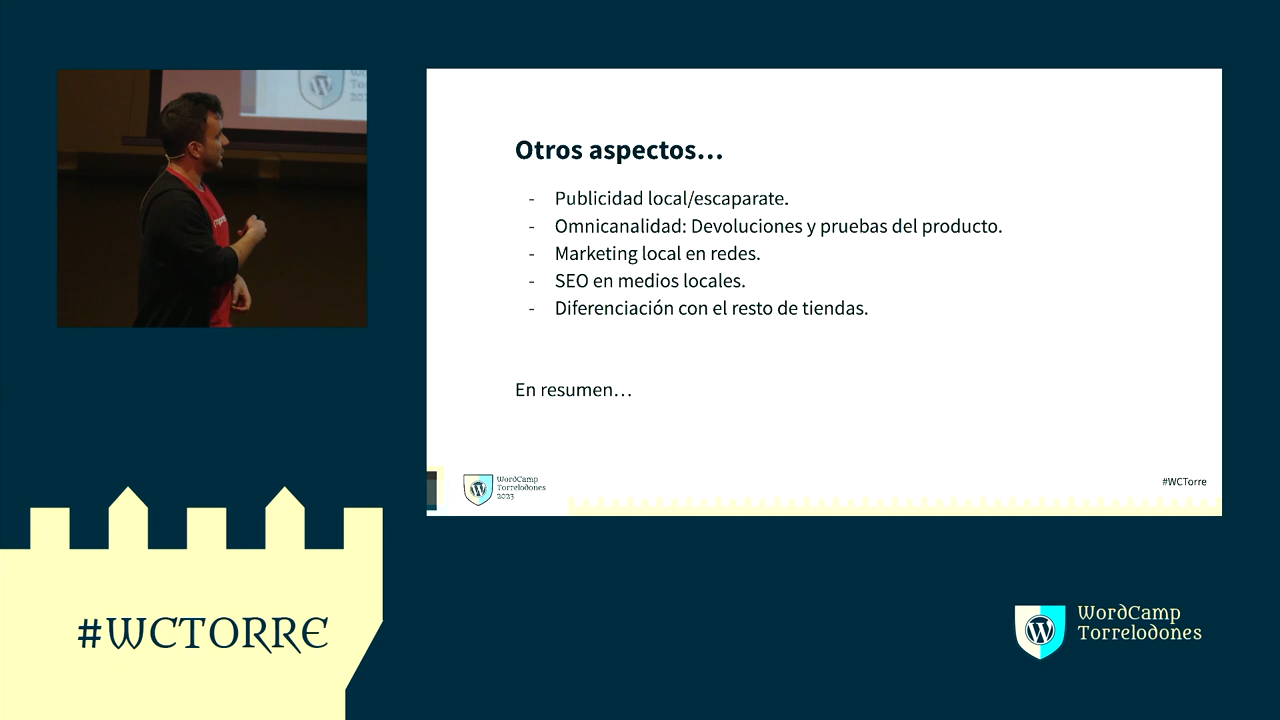 Otros aspectos...
- Publicidad local/escaparate.
- Omnicanalidad: Devoluciones y pruebas del producto.
- Marketing local en redes.
- SEO en medios locales.
- Diferenciación con el resto de tiendas.
En resumen...
WordCamp
Torrelodones
2023
#WCTorre
#WCTORRE
WordCamp
Torrelodones